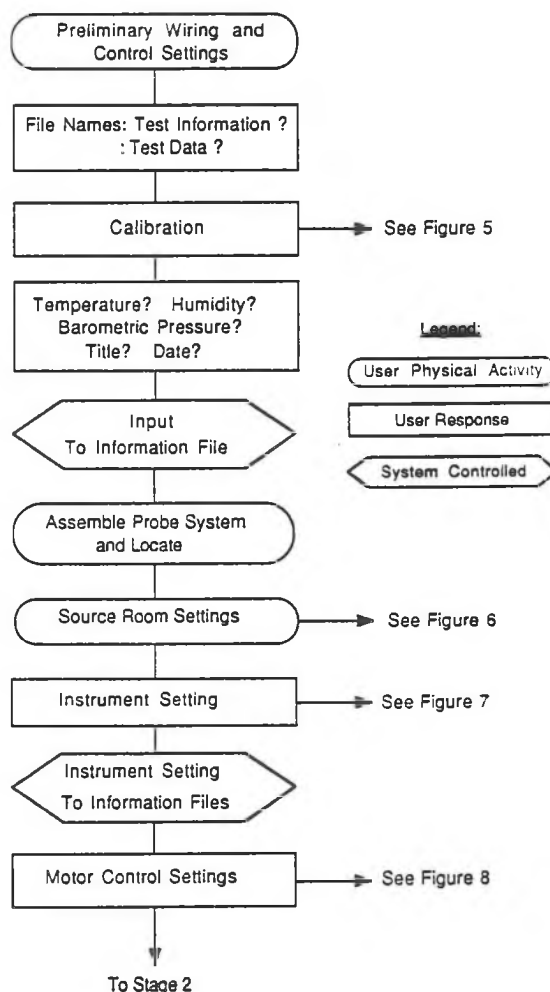 Preliminary Wiring and
Control Settings
File Names: Test Information ?
: Test Data ?
Calibration
See Figure 5
Temperature? Humidity?
Barometric Pressure?
Title? Date?
Legend:
User Physical Activity
User Response
System Controlled
Input
To Information File
Assemble Probe System
and Locate
Source Room Settings
See Figure 6
Instrument Setting
See Figure 7
Instrument Setting
To Information Files
Motor Control Settings
See Figure 8
To Stage 2